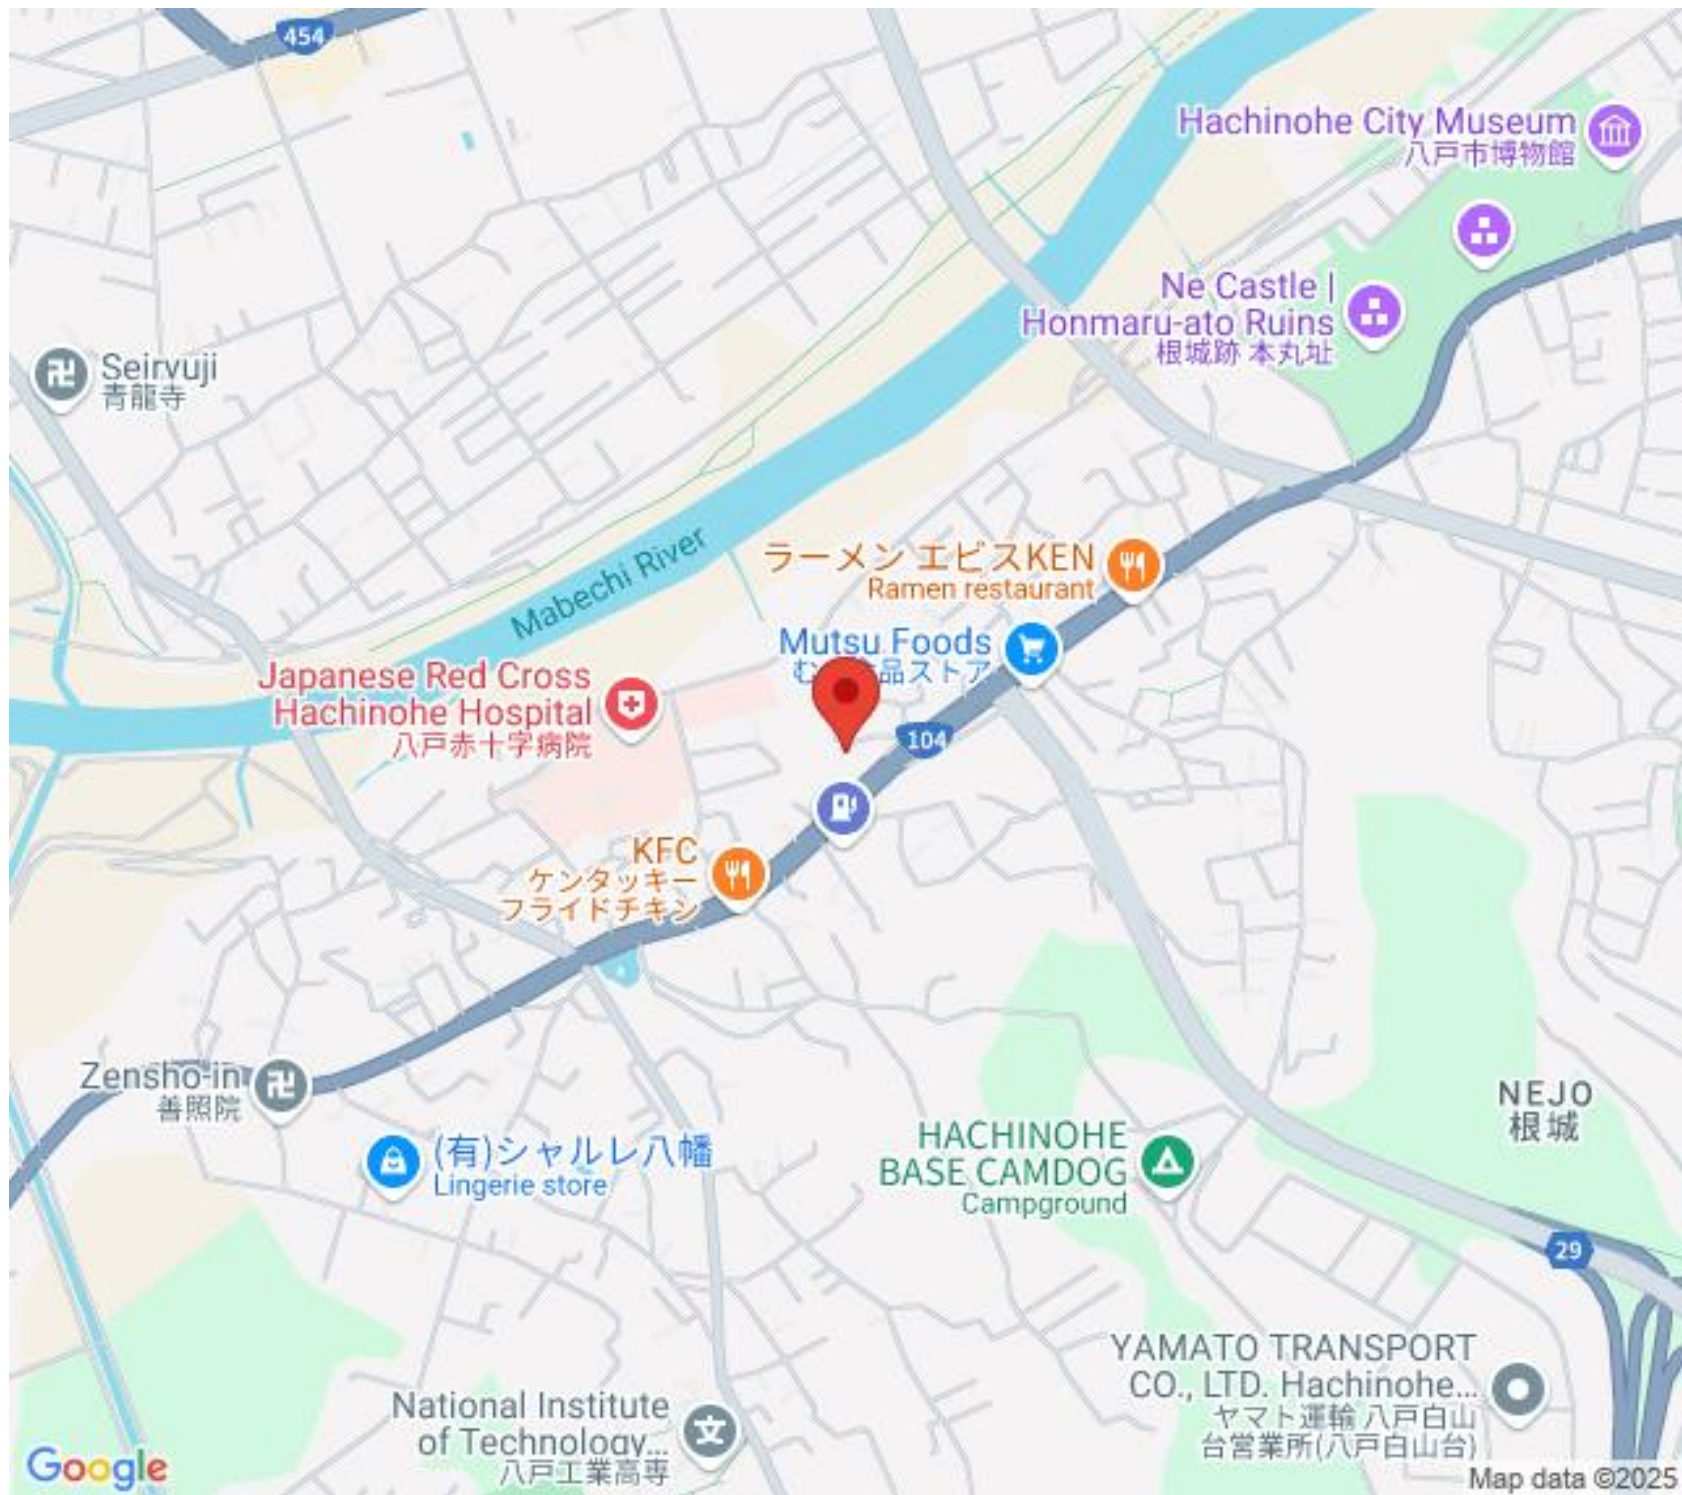 454
Hachinohe City Museum
八戸市博物館
Ne Castle |
Honmaru-ato Ruins
根城跡 本丸址
Seirvuji
青龍寺
Mabechi River
ラーメン エビスKEN
Ramen restaurant
Mutsu Foods
む 品ストア
Japanese Red Cross
Hachinohe Hospital
八戸赤十字病院
104
KFC
ケンタッキー
フライドチキン
Zensho-in
善照院
(有)シャルレ八幡
Lingerie store
HACHINOHE
BASE CAMDOG
Campground
NEJO
根城
29
YAMATO TRANSPORT
CO., LTD. Hachinohe...
ヤマト運輸 八戸白山
台営業所(八戸白山台)
National Institute
of Technology...
八戸工業高専
文
Google
Map data ©2025